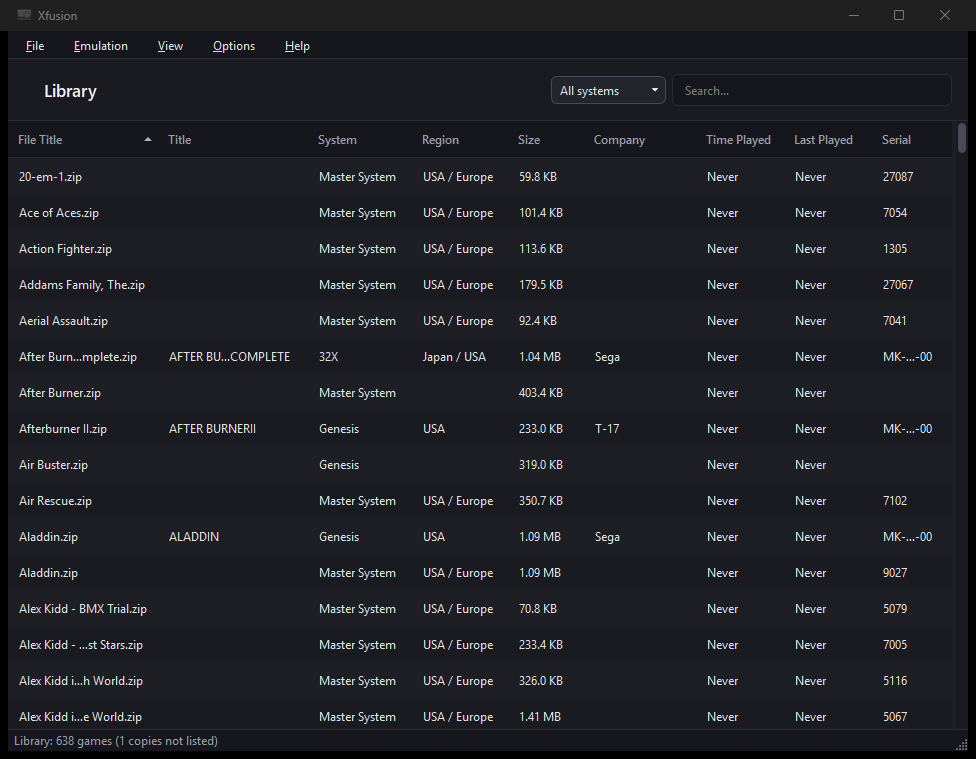 Xfusion
File Emulation View Options Help
Library All systems Search...
File Title Title System Region Size Company Time Played Last Played Serial
20-em-1.zip Master System USA / Europe 59.8 KB Never Never 27087
Ace of Aces.zip Master System USA / Europe 101.4 KB Never Never 7054
Action Fighter.zip Master System USA / Europe 113.6 KB Never Never 1305
Addams Family, The.zip Master System USA / Europe 179.5 KB Never Never 27067
Aerial Assault.zip Master System USA / Europe 92.4 KB Never Never 7041
After Burn...mplete.zip AFTER BU...COMPLETE 32X Japan / USA 1.04 MB Sega Never Never MK-...-00
After Burner.zip Master System 403.4 KB Never Never
Afterburner II.zip AFTER BURNERII Genesis USA 233.0 KB T-17 Never Never MK-...-00
Air Buster.zip Genesis 319.0 KB Never Never
Air Rescue.zip Master System USA / Europe 350.7 KB Never Never 7102
Aladdin.zip ALADDIN Genesis USA 1.09 MB Sega Never Never MK-...-00
Aladdin.zip Master System USA / Europe 1.09 MB Never Never 9027
Alex Kidd - BMX Trial.zip Master System USA / Europe 70.8 KB Never Never 5079
Alex Kidd - ...st Stars.zip Master System USA / Europe 233.4 KB Never Never 7005
Alex Kidd i...h World.zip Master System USA / Europe 326.0 KB Never Never 5116
Alex Kidd i...e World.zip Master System USA / Europe 1.41 MB Never Never 5067
Library: 638 games (1 copies not listed)